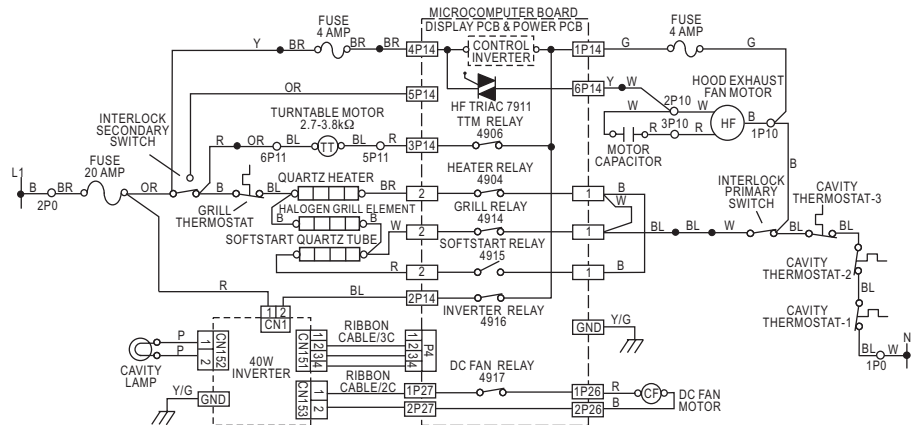 MICROCOMPUTER BOARD
DISPLAY PCB & POWER PCB
FUSE
4 AMP
FUSE
4 AMP
Y
BR
BR
BR
4P14
CONTROL
INVERTER
1P14
G
G
OR
5P14
HF TRIAC 7911
6P14
Y
W
HOOD EXHAUST
FAN MOTOR
2P10
W
W
HF
B
1P10
3P10
R
R
MOTOR
CAPACITOR
INTERLOCK
SECONDARY
SWITCH
TURNTABLE MOTOR
2.7-3.8kΩ
TTM RELAY
4906
R
OR
BL
TT
BL
R
3P14
6P11
5P11
FUSE
20 AMP
L1
B
BR
2P0
OR
B
BL
GRILL
THERMOSTAT
QUARTZ HEATER
BR
2
HEATER RELAY
4904
1
B
W
B
HALOGEN GRILL ELEMENT
B
B
GRILL RELAY
4914
SOFTSTART QUARTZ TUBE
W
2
1
BL
BL
W
INTERLOCK
PRIMARY
SWITCH
BL
CAVITY
THERMOSTAT-3
BL
SOFTSTART RELAY
4915
R
2
1
B
CAVITY
THERMOSTAT-2
BL
R
BL
2P14
INVERTER RELAY
4916
1 2
CN1
GND
Y/G
CAVITY
THERMOSTAT-1
BL
W
N
1P0
P
P
1
2
CN152
CAVITY
LAMP
40W
INVERTER
CN151
1
2
3
4
RIBBON
CABLE/3C
1
2
3
4
P4
Y/G
GND
CN153
1
2
RIBBON
CABLE/2C
1P27
2P27
DC FAN RELAY
4917
1P26
2P26
R
B
CF
DC FAN
MOTOR